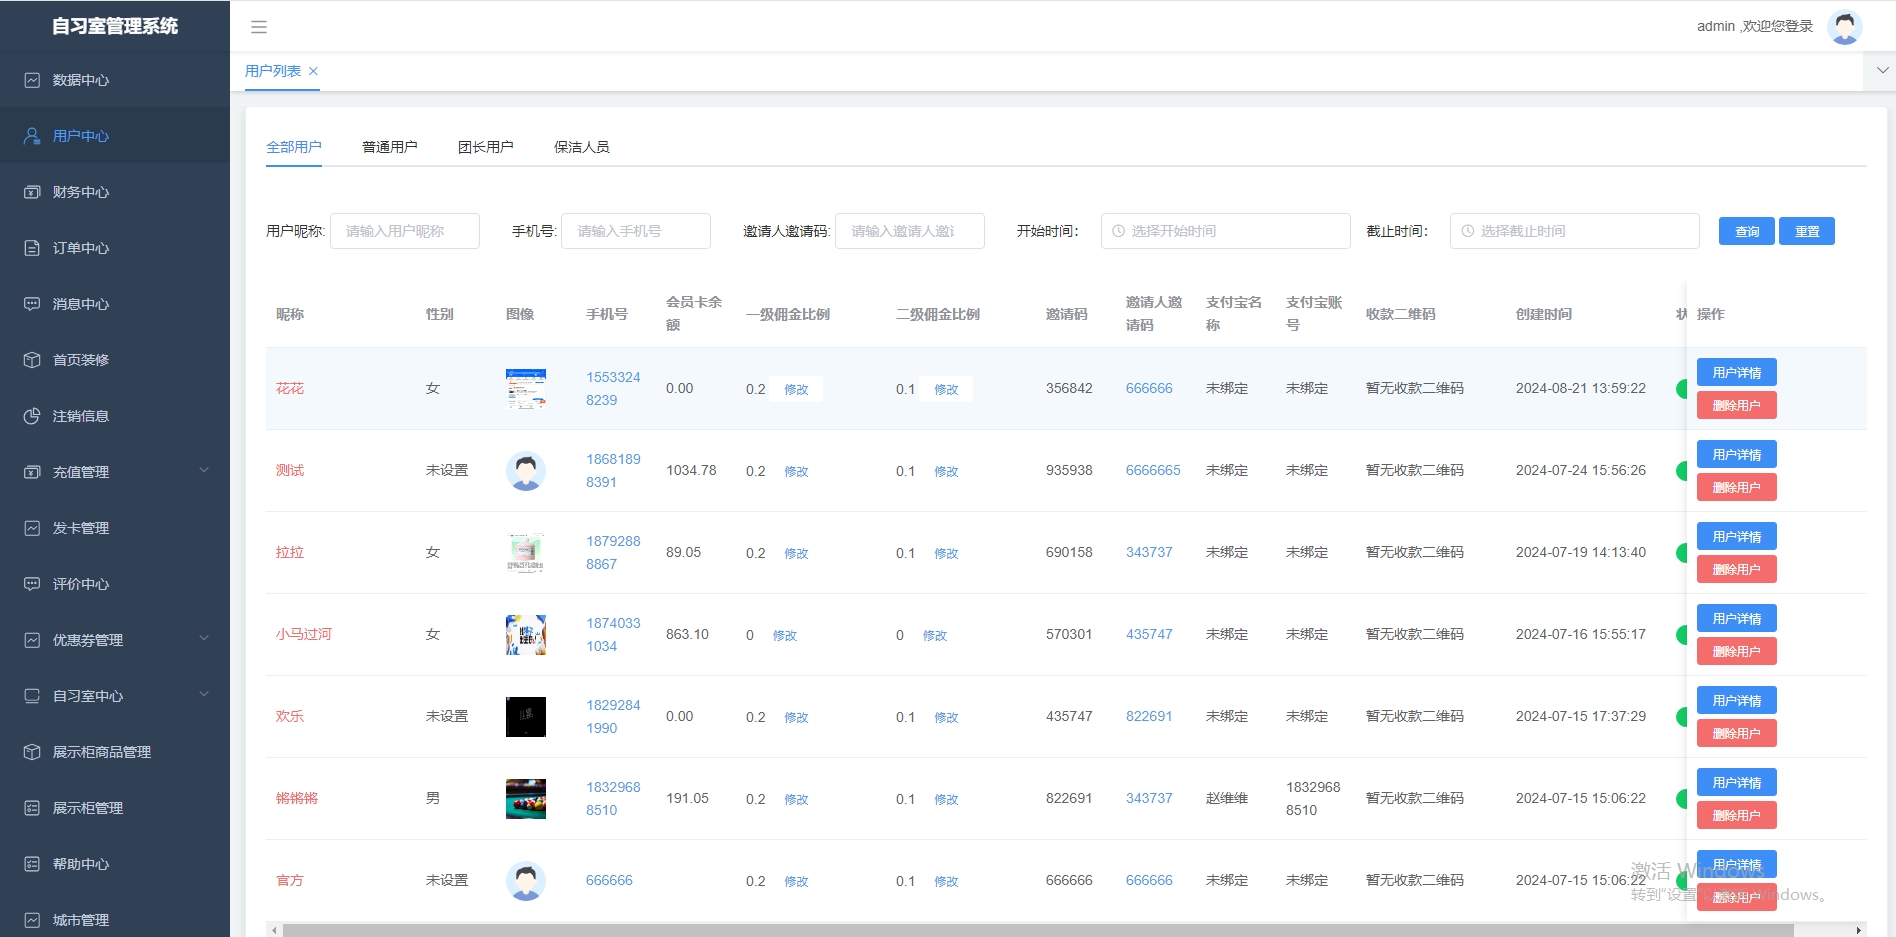 自习室管理系统
admin ,欢迎您登录
数据中心
用户中心
财务中心
订单中心
消息中心
首页装修
注销信息
充值管理
发卡管理
评价中心
优惠券管理
自习室中心
展示柜商品管理
展示柜管理
帮助中心
城市管理
用户列表
全部用户 普通用户 团长用户 保洁人员
用户昵称: 请输入用户昵称 手机号: 请输入手机号 邀请人邀请码: 请输入邀请人邀请 开始时间: 选择开始时间 截止时间: 选择截止时间 查询 重置
昵称 性别 图像 手机号 会员卡余额 一级佣金比例 二级佣金比例 邀请码 邀请人邀请码 支付宝名称 支付宝账号 收款二维码 创建时间 状 操作
花花 女 15533248239 0.00 0.2 修改 0.1 修改 356842 666666 未绑定 未绑定 暂无收款二维码 2024-08-21 13:59:22 用户详情 删除用户
测试 未设置 18681898391 1034.78 0.2 修改 0.1 修改 935938 6666665 未绑定 未绑定 暂无收款二维码 2024-07-24 15:56:26 用户详情 删除用户
拉拉 女 18792888867 89.05 0.2 修改 0.1 修改 690158 343737 未绑定 未绑定 暂无收款二维码 2024-07-19 14:13:40 用户详情 删除用户
小马过河 女 18740331034 863.10 0 修改 0 修改 570301 435747 未绑定 未绑定 暂无收款二维码 2024-07-16 15:55:17 用户详情 删除用户
欢乐 未设置 18292841990 0.00 0.2 修改 0.1 修改 435747 822691 未绑定 未绑定 暂无收款二维码 2024-07-15 17:37:29 用户详情 删除用户
锵锵锵 男 18329688510 191.05 0.2 修改 0.1 修改 822691 343737 赵维维 18329688510 暂无收款二维码 2024-07-15 15:06:22 用户详情 删除用户
官方 未设置 666666 0.2 修改 0.1 修改 666666 666666 未绑定 未绑定 暂无收款二维码 2024-07-15 15:06:22 用户详情 删除用户
激活 Windows
转到"设置 Windows。